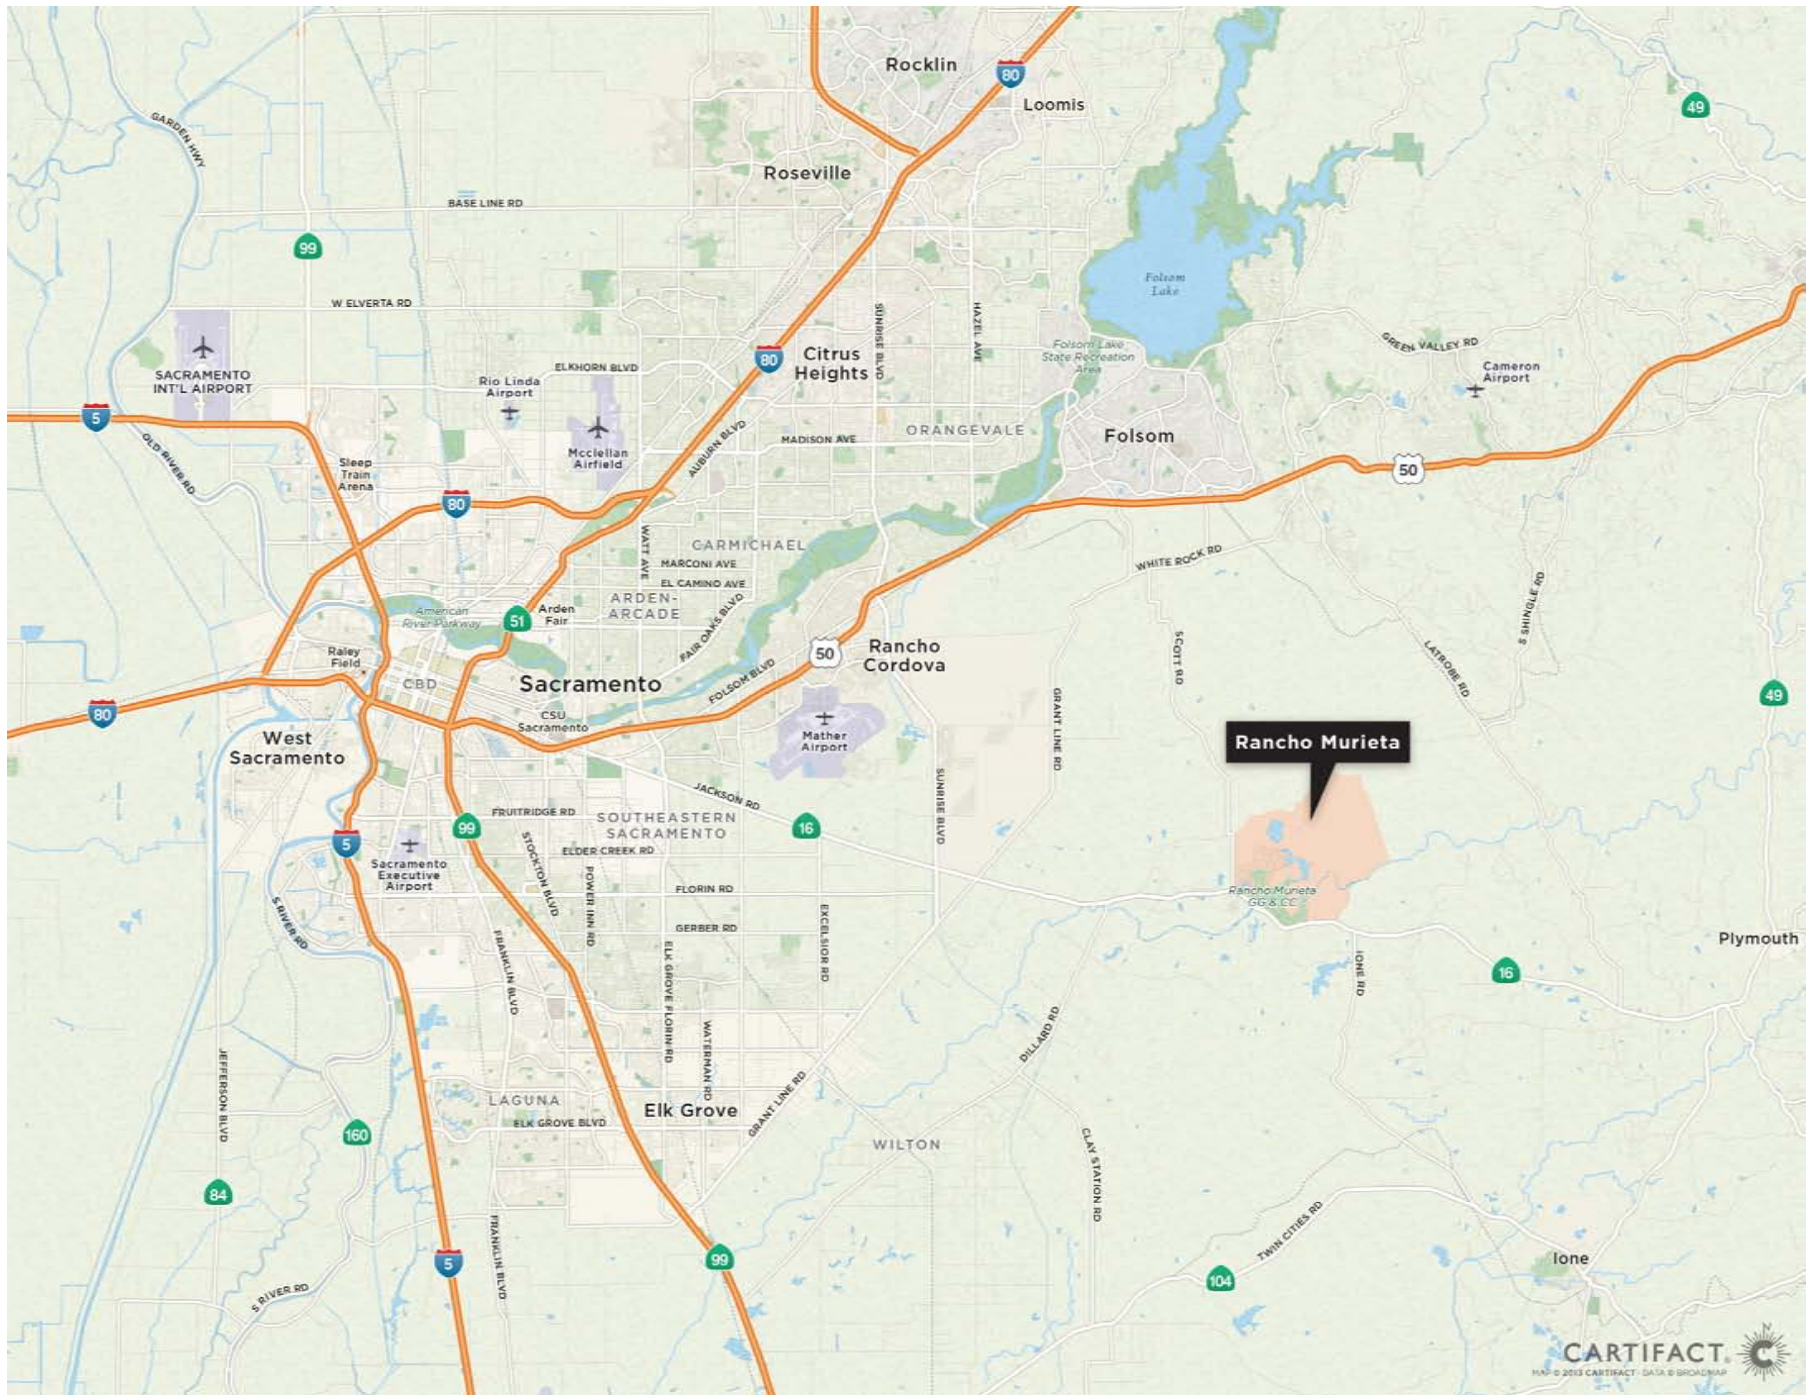 Rocklin
80
Loomis
49
GARDEN HWY
Roseville
BASE LINE RD
99
Folsom
Lake
W ELVERTA RD
SUNRISE BLVD
HAZEL AVE
GREEN VALLEY RD
Folsom Lake
State Recreation
Area
80
Citrus
Heights
SACRAMENTO
INT'L AIRPORT
Rio Linda
Airport
ELKHORN BLVD
Cameron
Airport
5
OLD RIVER RD
Mcclellan
Airfield
AUBURN BLVD
MADISON AVE
ORANGEVALE
Folsom
Sleep
Train
Arena
50
80
WATT AVE
CARMICHAEL
MARCONI AVE
EL CAMINO AVE
WHITE ROCK RD
S SHINGLE RD
American
River Parkway
51
Arden
Fair
ARDEN-
ARCADE
FAIR OAKS BLVD
Raley
Field
CBD
Sacramento
FOLSOM BLVD
50
Rancho
Cordova
SCOTT RD
LATROBE RD
49
80
CSU
Sacramento
West
Sacramento
Mather
Airport
GRANT LINE RD
Rancho Murieta
JACKSON RD
SUNRISE BLVD
FRUITRIDGE RD
SOUTHEASTERN
SACRAMENTO
16
99
5
STOCKTON BLVD
ELDER CREEK RD
Sacramento
Executive
Airport
POWER INN RD
FLORIN RD
Rancho Murieta
GG & CC
S RIVER RD
GERBER RD
EXCELSIOR RD
Plymouth
FRANKLIN BLVD
ELK GROVE FLORIN RD
IONE RD
16
WATERMAN RD
DILLARD RD
JEFFERSON BLVD
LAGUNA
ELK GROVE BLVD
Elk Grove
GRANT LINE RD
160
WILTON
CLAY STATION RD
84
FRANKLIN BLVD
TWIN CITIES RD
5
99
104
Ione
S RIVER RD
CARTIFACT
N
C
MAP © 2013 CARTIFACT · DATA © BROADMAP